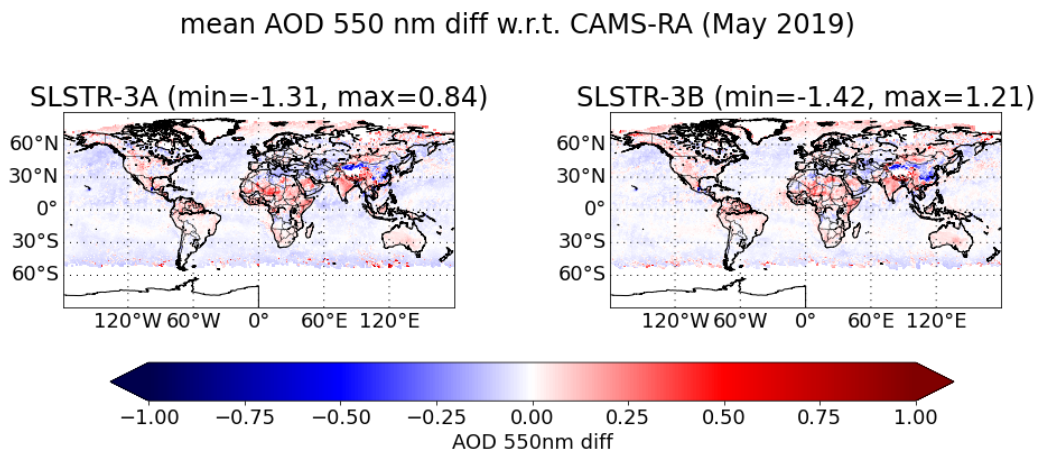 mean AOD 550 nm diff w.r.t. CAMS-RA (May 2019)
SLSTR-3A (min=-1.31, max=0.84)
SLSTR-3B (min=-1.42, max=1.21)
60°N
30°N
0°
30°S
60°S
120°W 60°W 0° 60°E 120°E
60°N
30°N
0°
30°S
60°S
120°W 60°W 0° 60°E 120°E
−1.00 −0.75 −0.50 −0.25 0.00 0.25 0.50 0.75 1.00
AOD 550nm diff